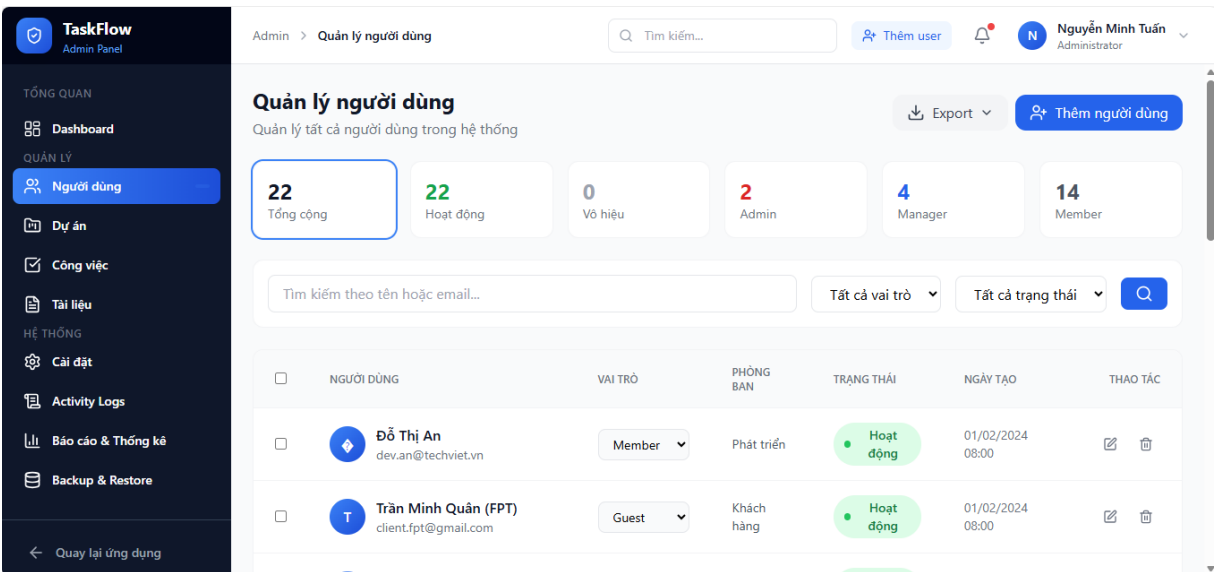 TaskFlow
Admin Panel
TỔNG QUAN
Dashboard
QUẢN LÝ
Người dùng
Dự án
Công việc
Tài liệu
HỆ THỐNG
Cài đặt
Activity Logs
Báo cáo & Thống kê
Backup & Restore
Quay lại ứng dụng
Admin > Quản lý người dùng
Tìm kiếm...
Thêm user
N
Nguyễn Minh Tuấn
Administrator
Quản lý người dùng
Quản lý tất cả người dùng trong hệ thống
Export
Thêm người dùng
22
Tổng cộng
22
Hoạt động
0
Vô hiệu
2
Admin
4
Manager
14
Member
Tìm kiếm theo tên hoặc email...
Tất cả vai trò
Tất cả trạng thái
NGƯỜI DÙNG
VAI TRÒ
PHÒNG
BAN
TRẠNG THÁI
NGÀY TẠO
THAO TÁC
�
Đỗ Thị An
dev.an@techviet.vn
Member
Phát triển
Hoạt
động
01/02/2024
08:00
T
Trần Minh Quân (FPT)
client.fpt@gmail.com
Guest
Khách
hàng
Hoạt
động
01/02/2024
08:00